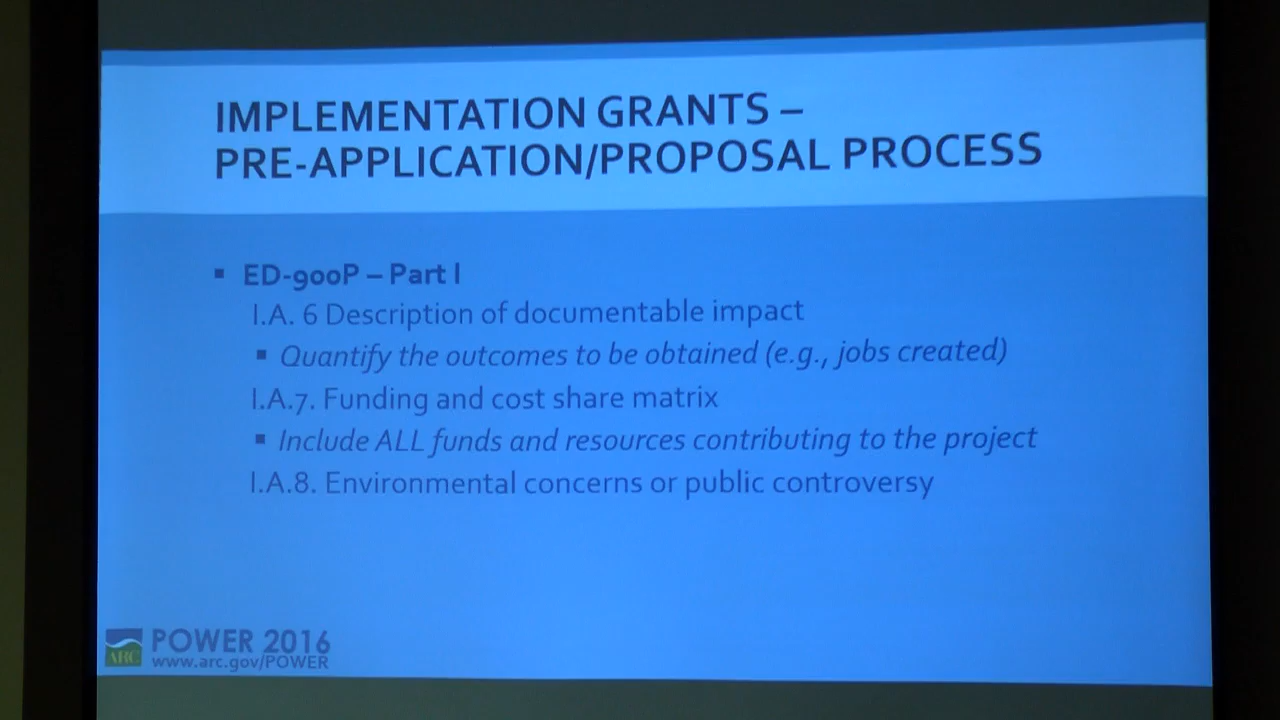 IMPLEMENTATION GRANTS –
PRE-APPLICATION/PROPOSAL PROCESS
▪ ED-900P – Part I
I.A. 6 Description of documentable impact
▪ Quantify the outcomes to be obtained (e.g., jobs created)
I.A.7. Funding and cost share matrix
▪ Include ALL funds and resources contributing to the project
I.A.8. Environmental concerns or public controversy
ARC
POWER 2016
www.arc.gov/POWER